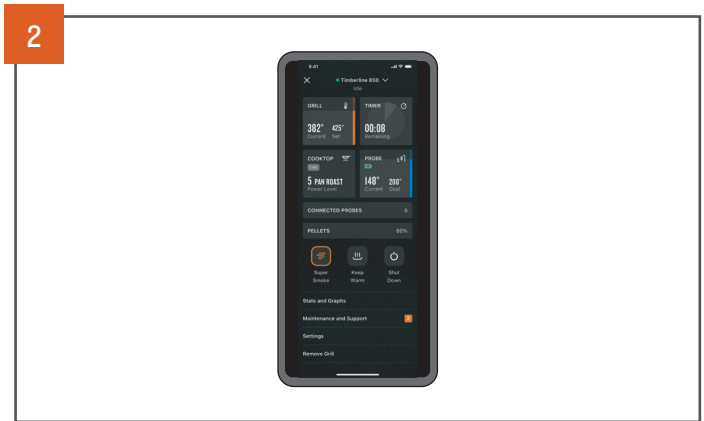 2
9:41
Timberline 850
Idle
GRILL
TIMER
382° 425°
Current Set
00:08
Remaining
COOKTOP
PROBE
5 PAN ROAST
Power Level
148° 200°
Current Goal
CONNECTED PROBES 6
PELLETS 60%
Super Smoke
Keep Warm
Shut Down
Stats and Graphs
Maintenance and Support 2
Settings
Remove Grill